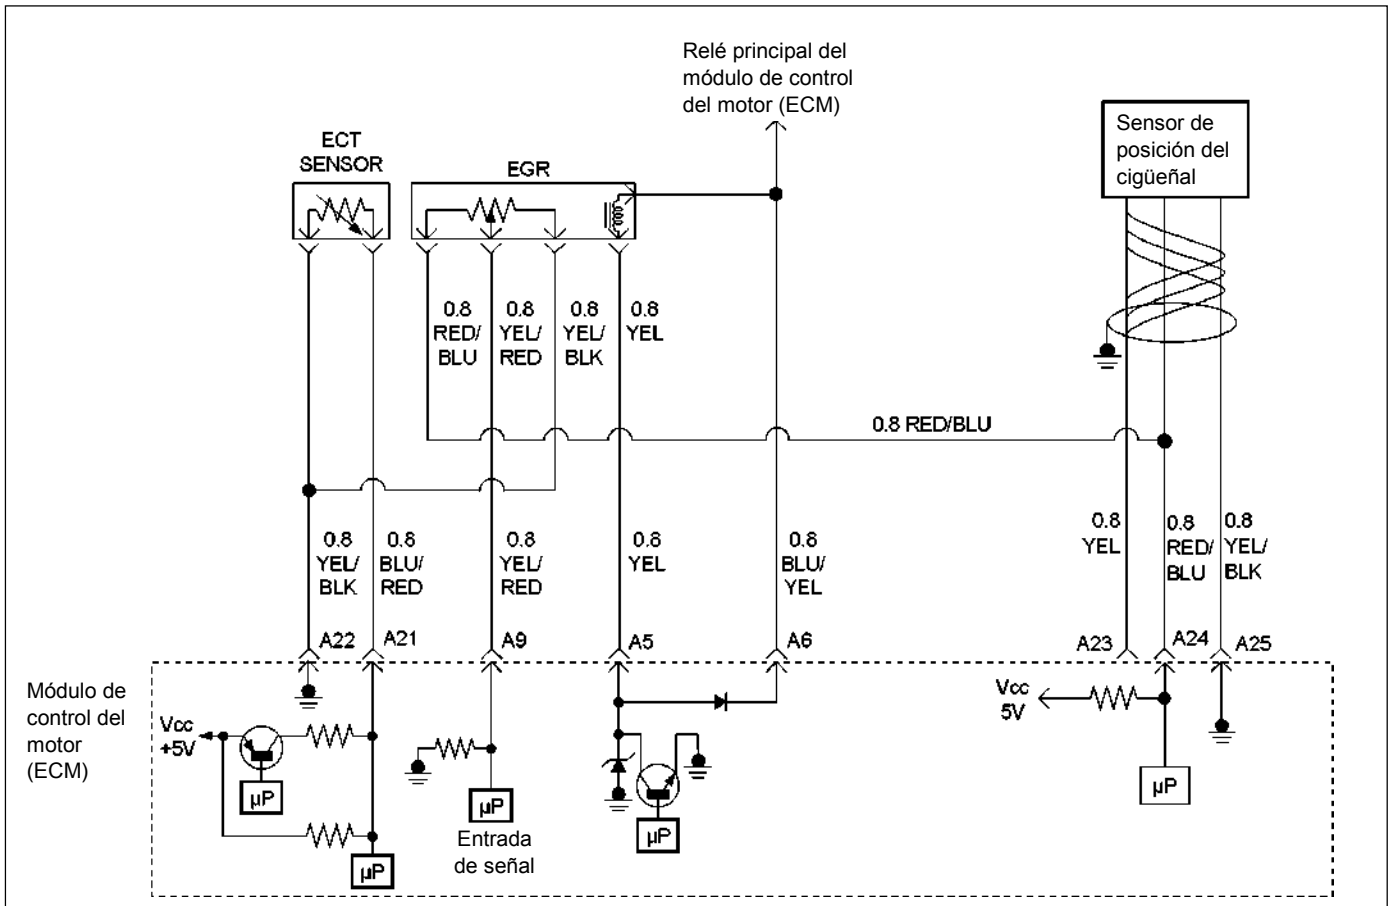 Relé principal del
módulo de control
del motor (ECM)
ECT
SENSOR
EGR
Sensor de
posición del
cigüeñal
0.8
RED/
BLU
0.8
YEL/
RED
0.8
YEL/
BLK
0.8
YEL
0.8 RED/BLU
0.8
YEL/
BLK
0.8
BLU/
RED
0.8
YEL/
RED
0.8
YEL
0.8
BLU/
YEL
0.8
YEL
0.8
RED/
BLU
0.8
YEL/
BLK
A22
A21
A9
A5
A6
A23
A24
A25
Módulo de
control del
motor
(ECM)
Vcc
+5V
µP
µP
µP
Entrada
de señal
µP
Vcc
5V
µP